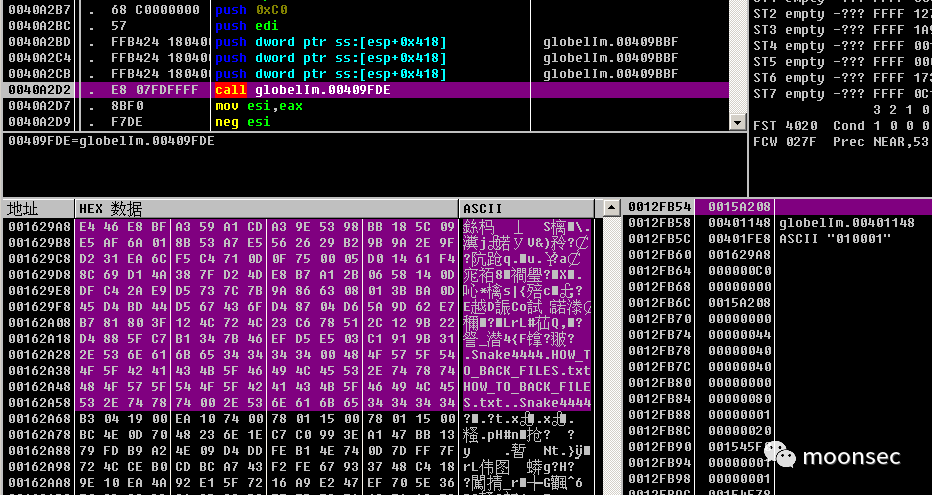 0040A2B7 . 68 C0000000 push 0xC0
0040A2BC . 57 push edi
0040A2BD . FFB424 18040 push dword ptr ss:[esp+0x418] globelIm.00409BBF
0040A2C4 . FFB424 18040 push dword ptr ss:[esp+0x418] globelIm.00409BBF
0040A2CB . FFB424 18040 push dword ptr ss:[esp+0x418] globelIm.00409BBF
0040A2D2 . E8 07FDFFFF call globelIm.00409FDE
0040A2D7 . 8BF0 mov esi,eax
0040A2D9 . F7DE neg esi
00409FDE=globelIm.00409FDE
ST2 empty -??? FFFF
ST3 empty -??? FFFF
ST4 empty -??? FFFF
ST5 empty -??? FFFF
ST6 empty -??? FFFF
ST7 empty -??? FFFF
3 2 1 0
FST 4020 Cond 1 0 0 0
FCW 027F Prec NEAR,53
地址 HEX 数据 ASCII
001629A8 E4 46 E8 BF A3 59 A1 CD A3 9E 53 98 BB 18 5C 09
001629B8 E5 AF 6A 01 8B 53 A7 E5 56 26 29 B2 9B 9A 2E 9F
001629C8 D2 31 EA 6C F5 C4 71 0D 0F 75 00 05 D0 14 61 F4
001629D8 8C 69 D1 4A 38 7F D2 4D E8 B7 A1 2B 06 58 14 0D
001629E8 DF C4 2A E9 D5 73 7C 7B 9A 86 63 08 01 3B BA 0D
001629F8 45 D4 BD 44 D5 67 43 6F D4 87 04 D6 5A 9D 62 E7
00162A08 B7 81 80 3F 12 4C 72 4C 23 C6 78 51 2C 12 9B 22
00162A18 D4 88 5F C7 B1 34 7B 46 EF D5 E5 03 C1 91 9B 31
00162A28 2E 53 6E 61 6B 65 34 34 34 34 00 48 4F 57 5F 54 .Snake4444.HOW_T
00162A38 4F 5F 42 41 43 4B 5F 46 49 4C 45 53 2E 74 78 74 O_BACK_FILES.txt
00162A48 48 4F 57 5F 54 4F 5F 42 41 43 4B 5F 46 49 4C 45 HOW_TO_BACK_FILE
00162A58 53 2E 74 78 74 00 2E 53 6E 61 6B 65 34 34 34 34 S.txt..Snake4444
00162A68 B3 04 19 00 EA 10 74 00 78 01 15 00 78 01 15 00
00162A78 BC 4E 0D 70 48 23 6E 1E C7 C0 99 3E A1 47 BB 13
00162A88 79 FD B9 A2 4E 09 D4 DD FE B1 4E 74 0D 7D FF 7F
00162A98 72 4C CE B0 CD BC A7 43 F2 FE 67 93 37 48 C4 18
00162AA8 9E 10 EA 4A 92 E1 5F 72 16 A9 E2 47 EF 70 5E 36
0012FB54 0015A208
0012FB58 00401148 globelIm.00401148
0012FB5C 00401FE8 ASCII "010001"
0012FB60 001629A8
0012FB64 000000C0
0012FB68 00000000
0012FB6C 0015A208
0012FB70 00000000
0012FB74 00000044
0012FB78 00000040
0012FB7C 00000040
0012FB80 00000000
0012FB84 00000080
0012FB88 00000001
0012FB8C 00000020
0012FB90
0012FB94
0012FB98 00000001
moonsec